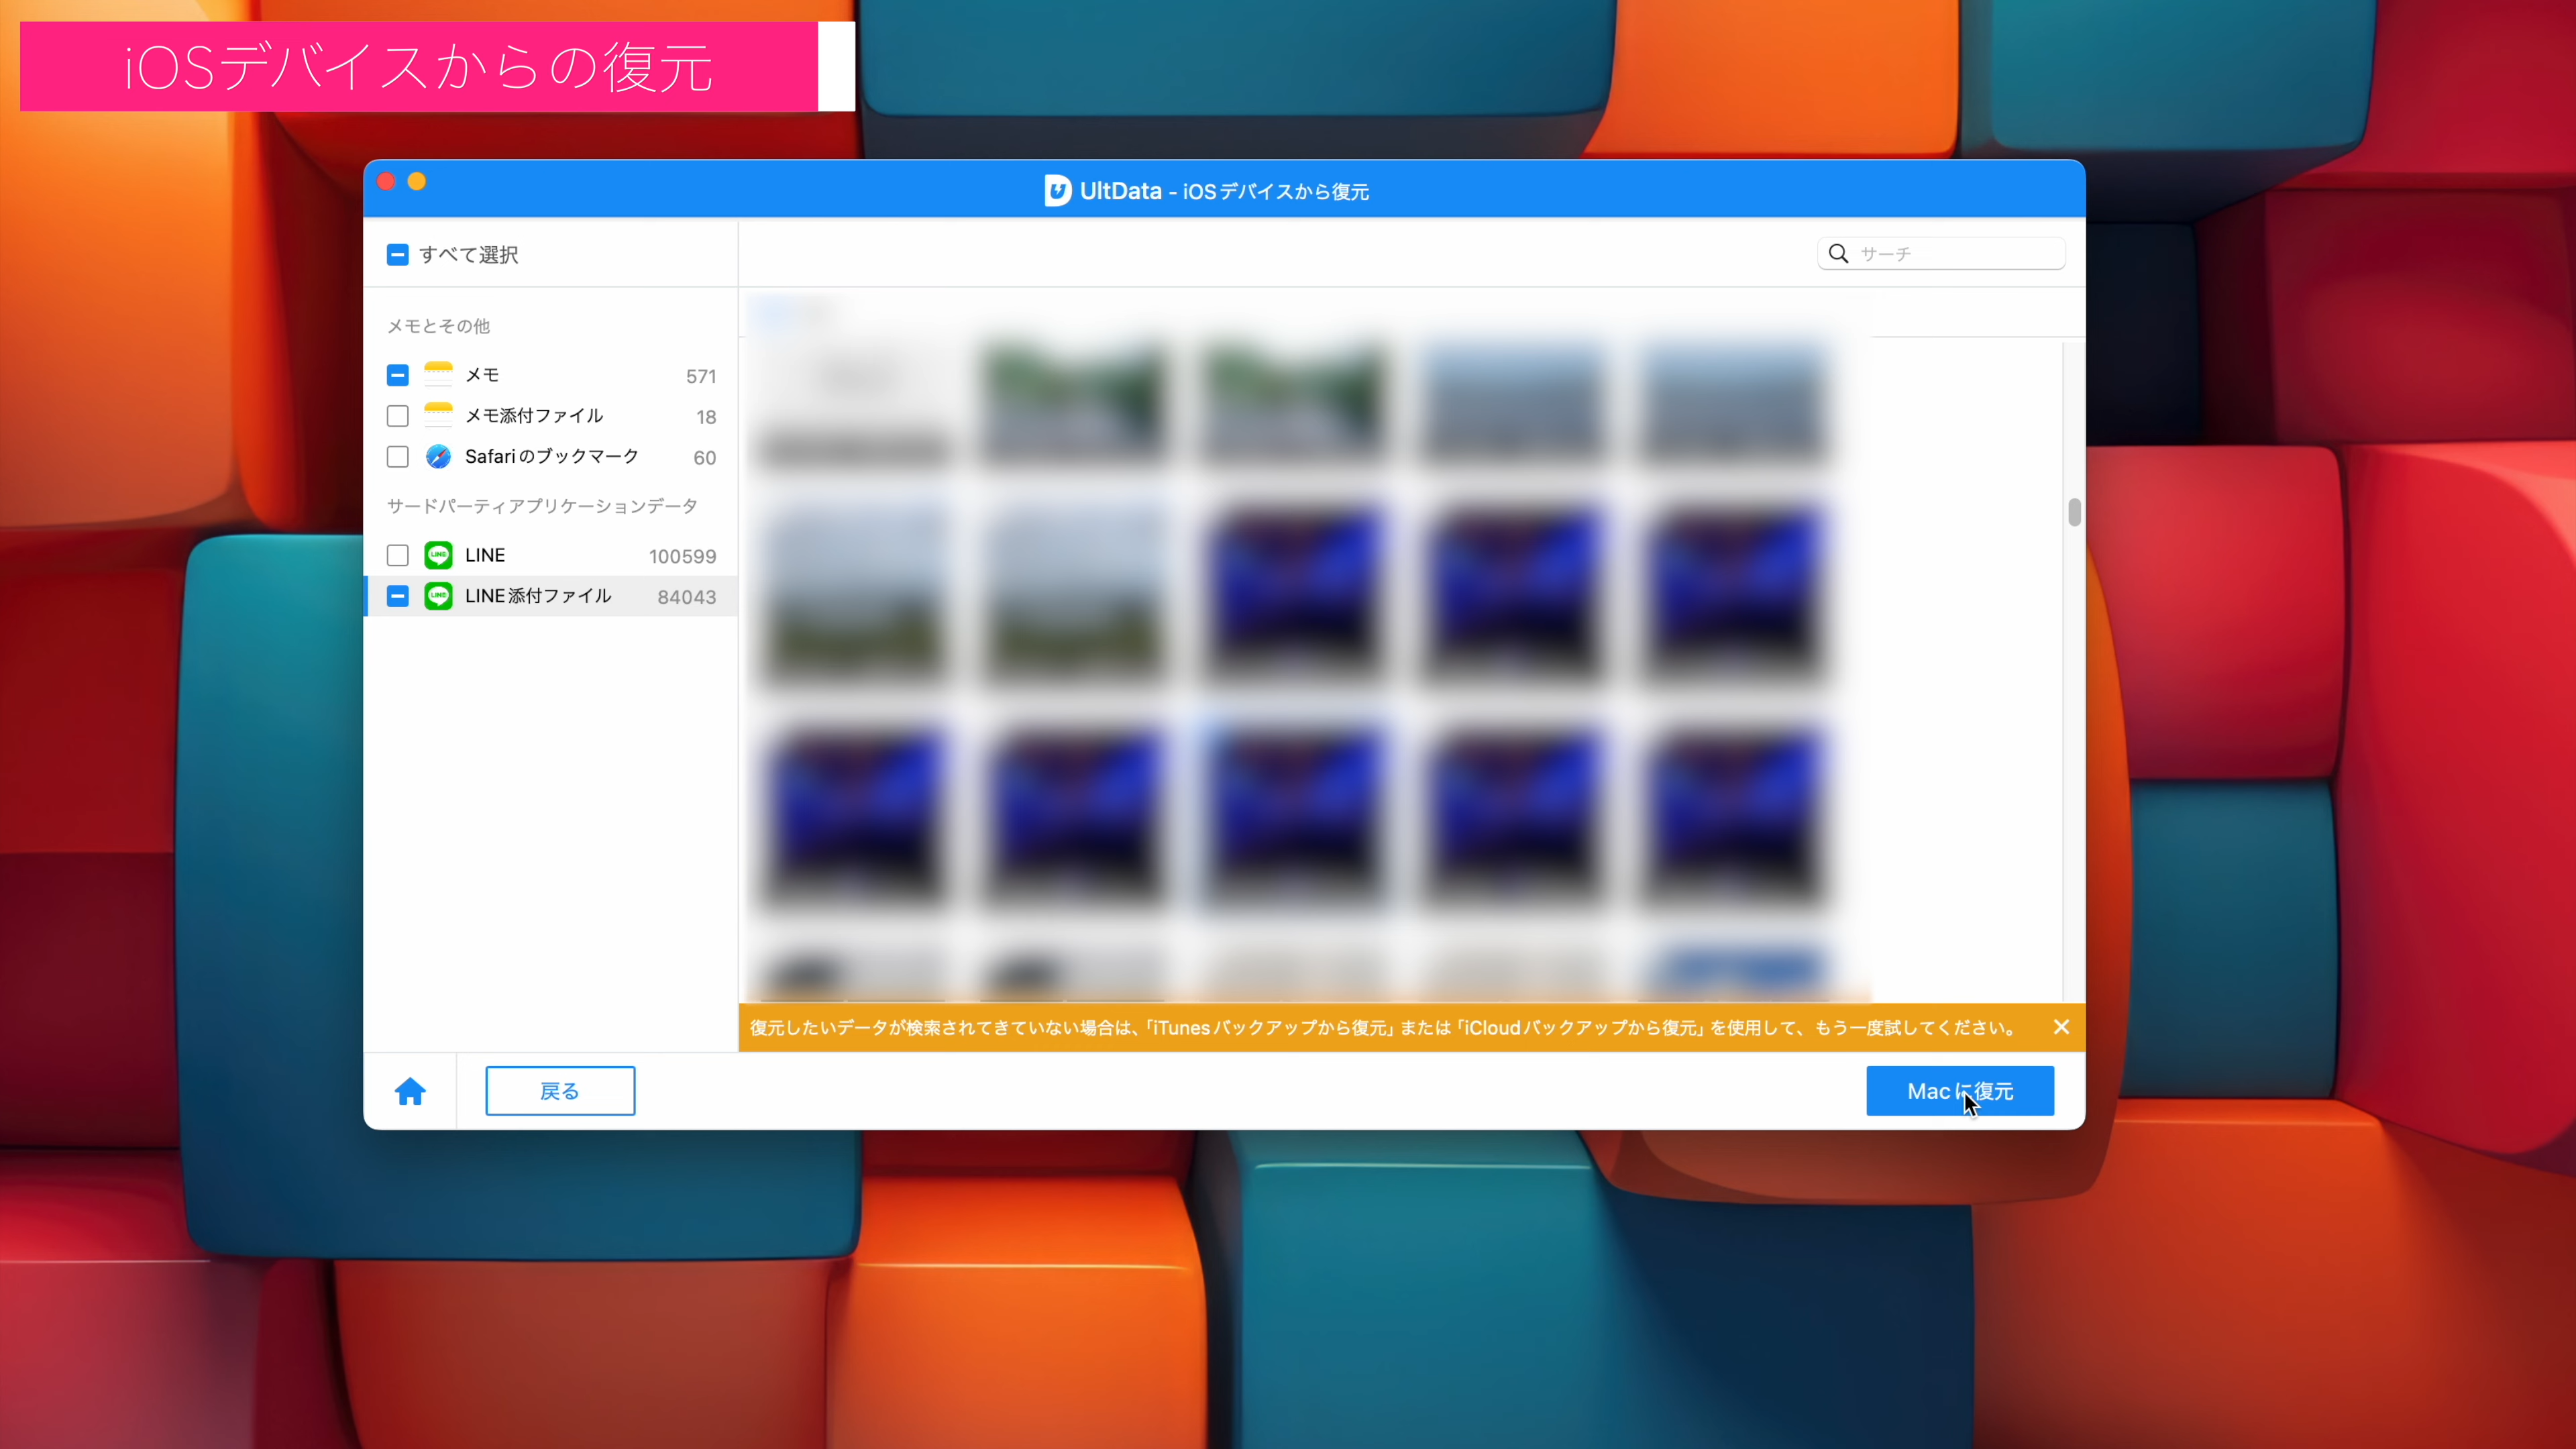 iOSデバイスからの復元
UltData - iOSデバイスから復元
すべて選択
サーチ
メモとその他
メモ 571
メモ添付ファイル 18
Safariのブックマーク 60
サードパーティアプリケーションデータ
LINE 100599
LINE添付ファイル 84043
復元したいデータが検索されてきていない場合は、「iTunesバックアップから復元」または「iCloudバックアップから復元」を使用して、もう一度試してください。
戻る
Macに復元